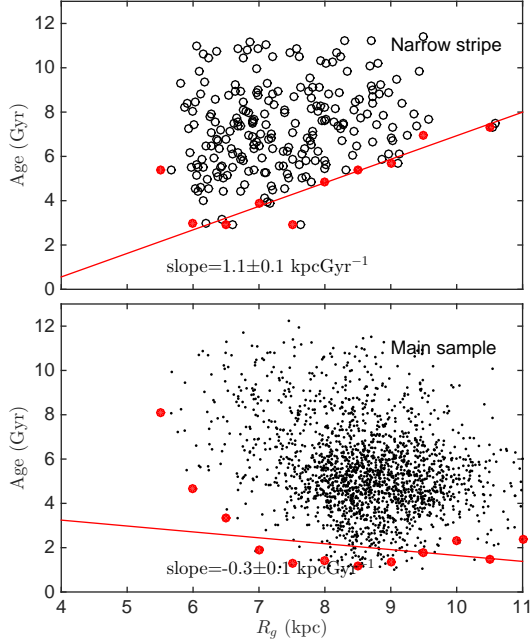 12
10
8
6
4
2
0
Age (Gyr)
Narrow stripe
slope=1.1±0.1 kpcGyr⁻¹
12
10
8
6
4
2
0
Age (Gyr)
Main sample
slope=-0.3±0.1 kpcGyr⁻¹
4 5 6 7 8 9 10 11
R_g (kpc)